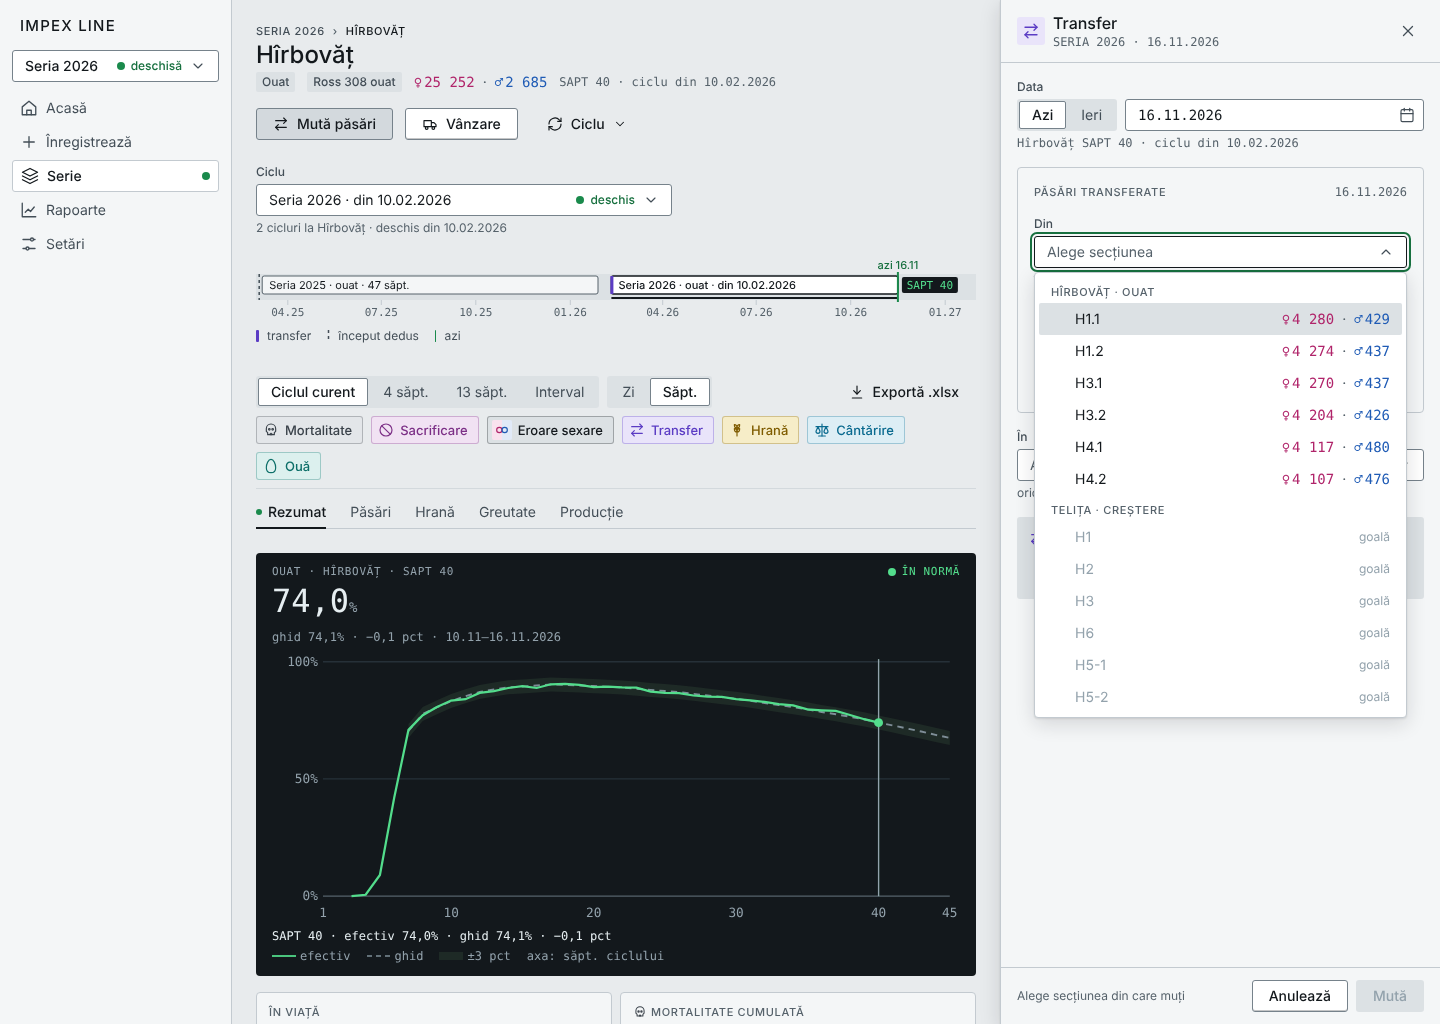 IMPEX LINE
Seria 2026 deschisă
Acasă
Înregistrează
Serie
Rapoarte
Setări
SERIA 2026 › HÎRBOVĂȚ
Hîrbovăț
Ouat Ross 308 ouat ♀25 252 · ♂2 685 SAPT 40 · ciclu din 10.02.2026
Mută păsări Vânzare Ciclu
Ciclu
Seria 2026 · din 10.02.2026 deschis
2 cicluri la Hîrbovăț · deschis din 10.02.2026
azi 16.11
Seria 2025 · ouat · 47 săpt. Seria 2026 · ouat · din 10.02.2026 SAPT 40
04.25 07.25 10.25 01.26 04.26 07.26 10.26 01.27
transfer început dedus azi
Ciclul curent 4 săpt. 13 săpt. Interval Zi Săpt. Exportă .xlsx
Mortalitate Sacrificare Eroare sexare Transfer Hrană Cântărire
Ouă
Rezumat Păsări Hrană Greutate Producție
OUAT · HÎRBOVĂȚ · SAPT 40 ÎN NORMĂ
74,0%
ghid 74,1% · −0,1 pct · 10.11–16.11.2026
100%
50%
0%
1 10 20 30 40 45
SAPT 40 · efectiv 74,0% · ghid 74,1% · −0,1 pct
efectiv ghid ±3 pct axa: săpt. ciclului
ÎN VIAȚĂ MORTALITATE CUMULATĂ
Transfer
SERIA 2026 · 16.11.2026
Data
Azi Ieri 16.11.2026
Hîrbovăț SAPT 40 · ciclu din 10.02.2026
PĂSĂRI TRANSFERATE 16.11.2026
Din
Alege secțiunea
HÎRBOVĂȚ · OUAT
H1.1 ♀4 280 · ♂429
H1.2 ♀4 274 · ♂437
H3.1 ♀4 270 · ♂437
H3.2 ♀4 204 · ♂426
H4.1 ♀4 117 · ♂480
H4.2 ♀4 107 · ♂476
TELIȚA · CREȘTERE
H1 goală
H2 goală
H3 goală
H6 goală
H5-1 goală
H5-2 goală
În
Alege secțiunea din care muți Anulează Mută